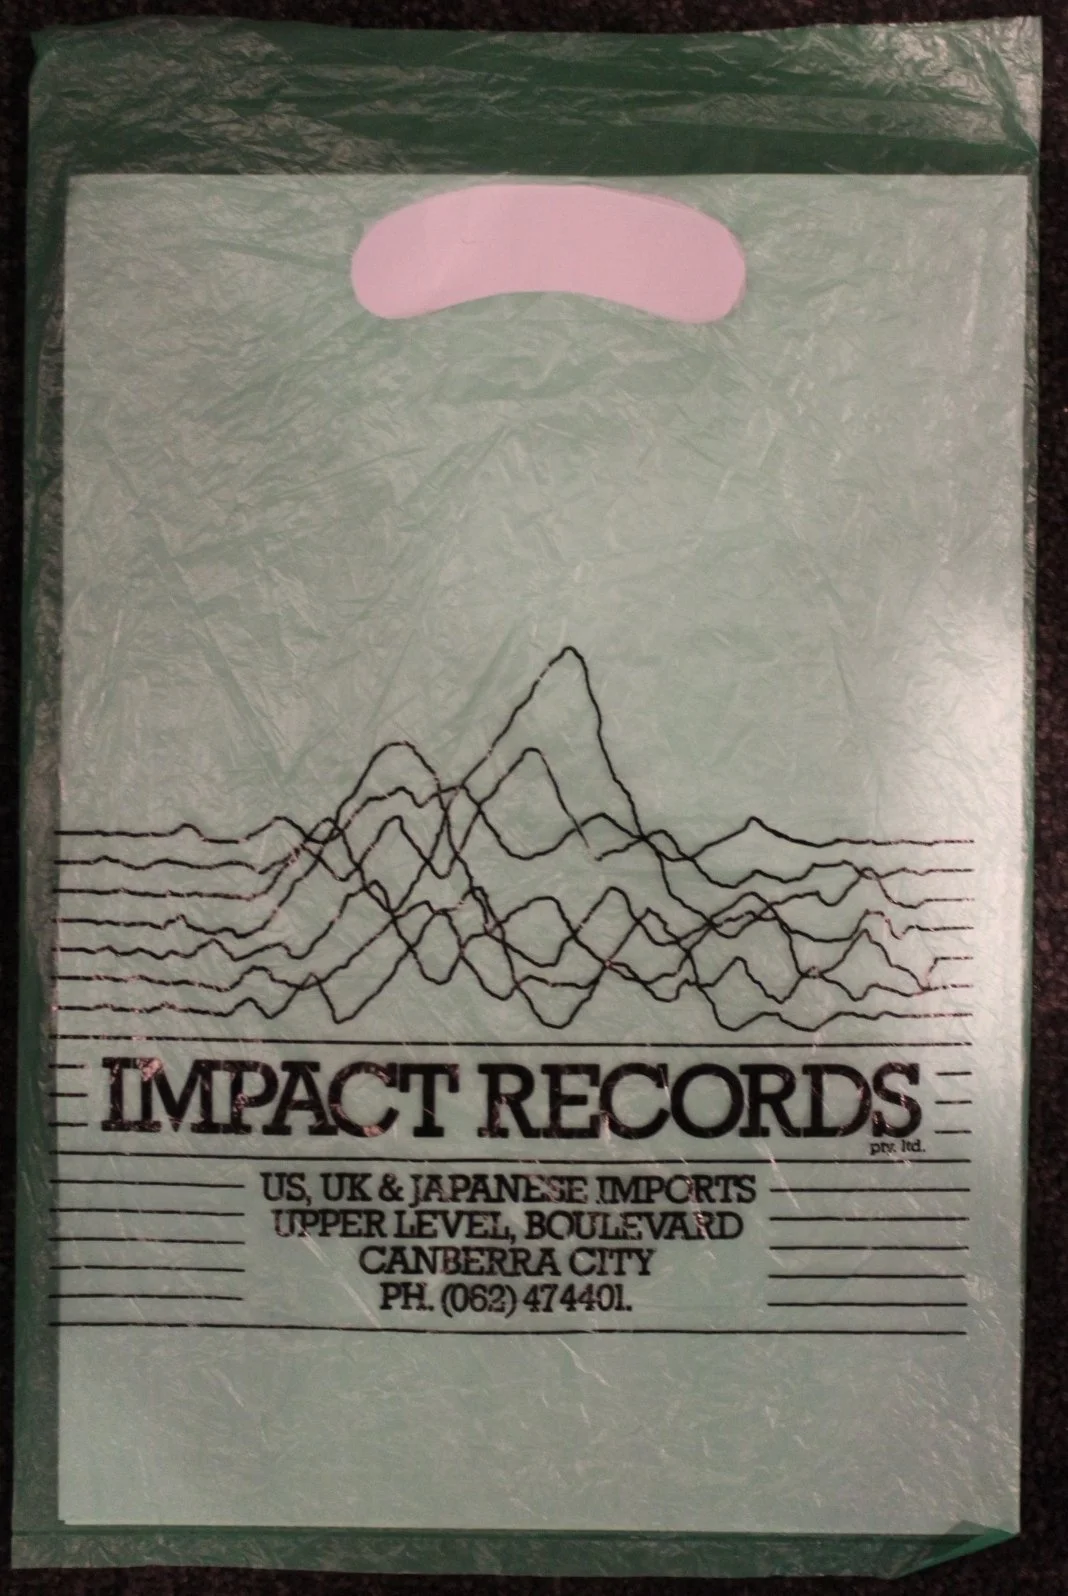 IMPACT RECORDS
pty. ltd.
US, UK & JAPANESE IMPORTS
UPPER LEVEL, BOULEVARD
CANBERRA CITY
PH. (062) 474401.